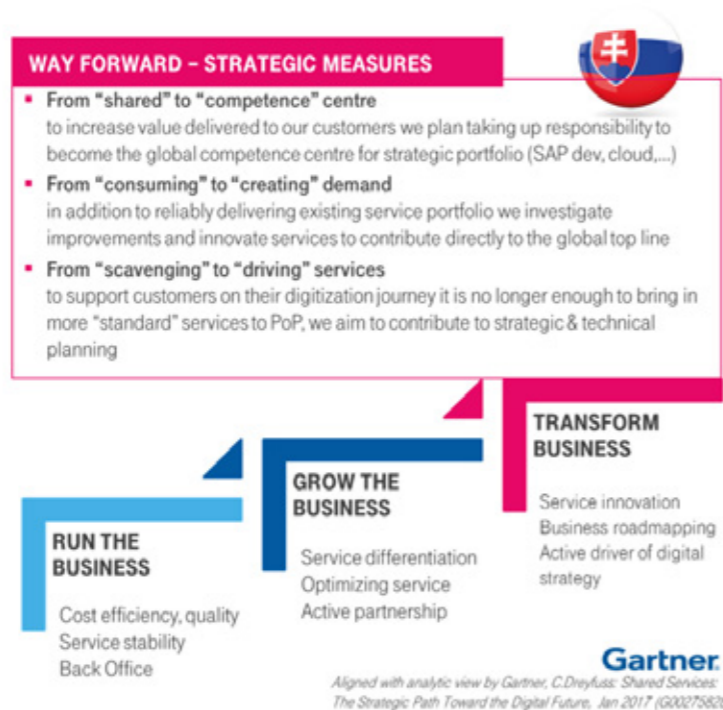 WAY FORWARD – STRATEGIC MEASURES
▪ From “shared” to “competence” centre
to increase value delivered to our customers we plan taking up responsibility to
become the global competence centre for strategic portfolio (SAP dev, cloud,...)
▪ From “consuming” to “creating” demand
in addition to reliably delivering existing service portfolio we investigate
improvements and innovate services to contribute directly to the global top line
▪ From “scavenging” to “driving” services
to support customers on their digitization journey it is no longer enough to bring in
more “standard” services to PoP, we aim to contribute to strategic & technical
planning
RUN THE
BUSINESS
Cost efficiency, quality
Service stability
Back Office
GROW THE
BUSINESS
Service differentiation
Optimizing service
Active partnership
TRANSFORM
BUSINESS
Service innovation
Business roadmapping
Active driver of digital
strategy
Gartner
Aligned with analytic view by Gartner, C.Dreyfuss: Shared Services:
The Strategic Path Toward the Digital Future, Jan 2017